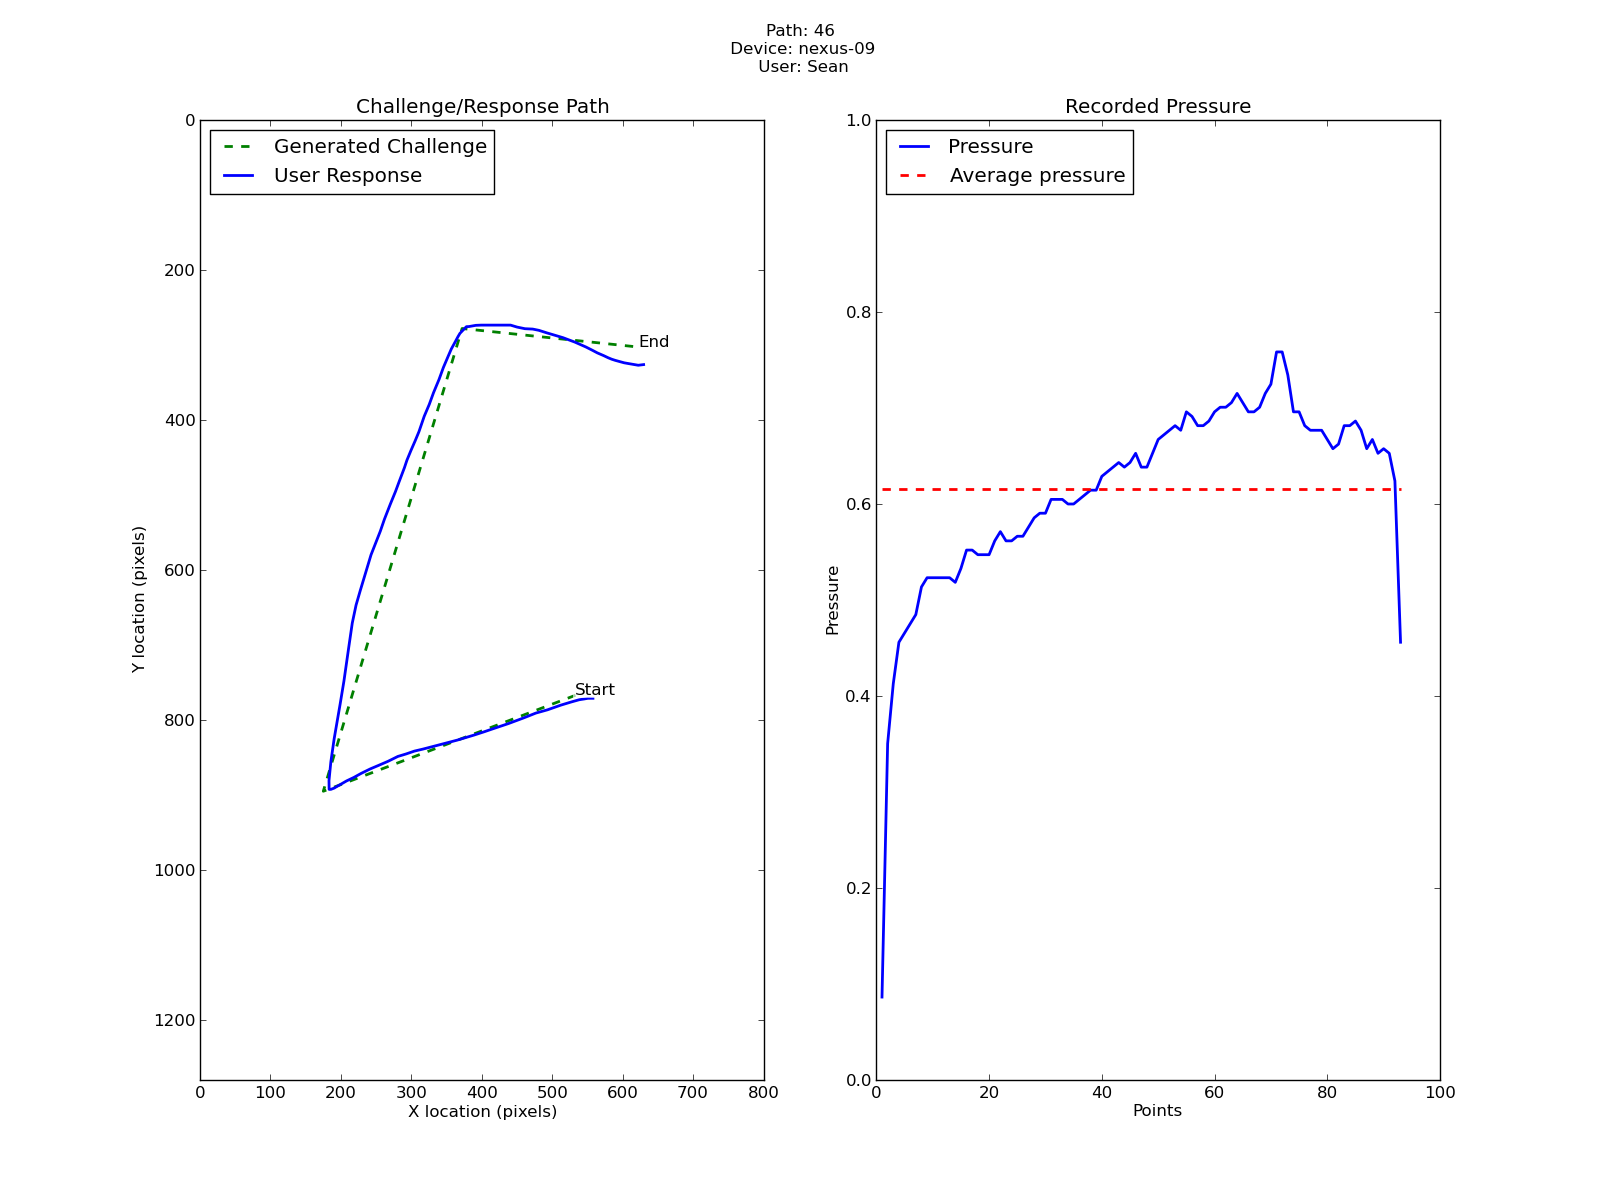 Path: 46
Device: nexus-09
User: Sean
Challenge/Response Path
Generated Challenge
User Response
End
Start
0
200
400
600
800
1000
1200
Y location (pixels)
0 100 200 300 400 500 600 700 800
X location (pixels)
Recorded Pressure
Pressure
Average pressure
1.0
0.8
0.6
0.4
0.2
0.0
Pressure
0 20 40 60 80 100
Points